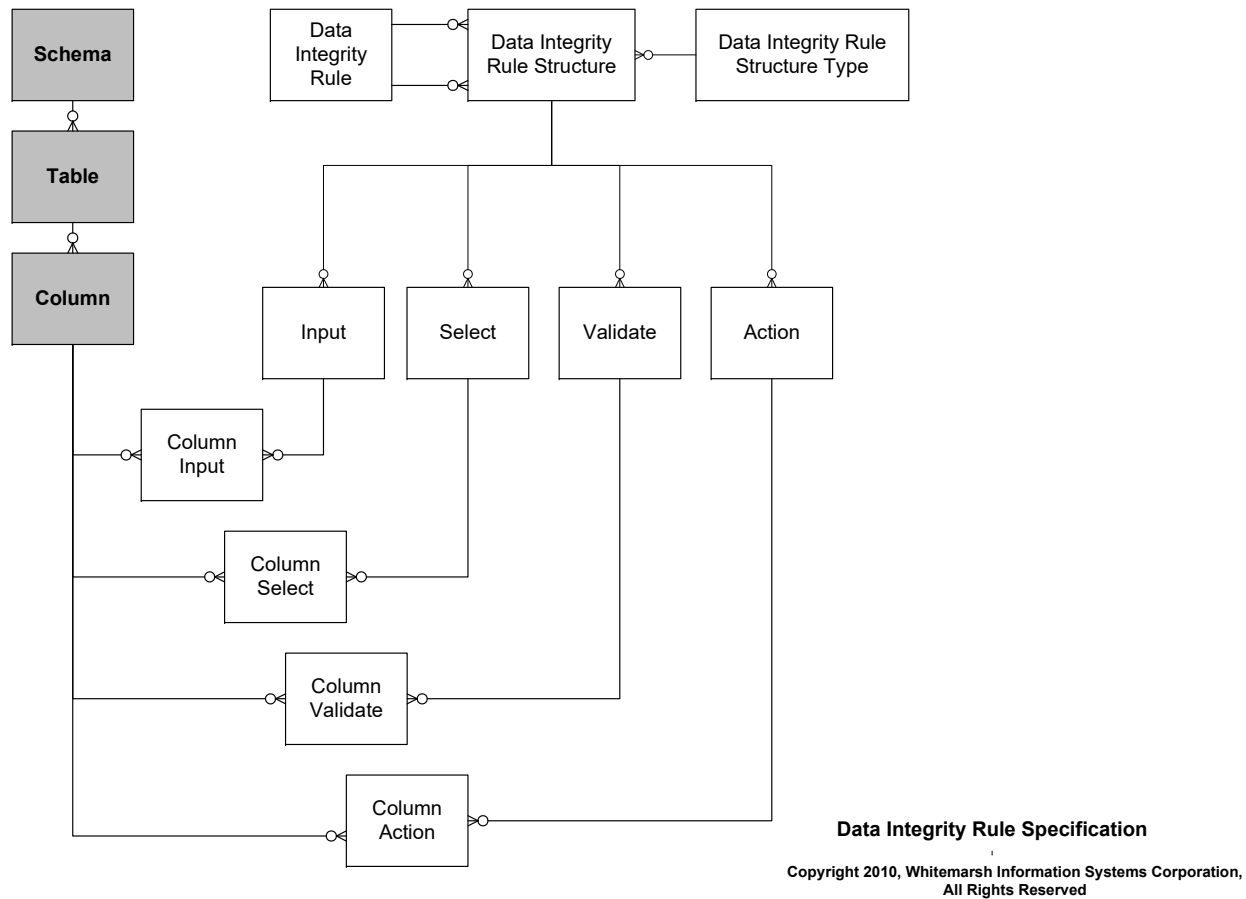 Schema
Table
Column
Data
Integrity
Rule
Data Integrity
Rule Structure
Data Integrity Rule
Structure Type
Input
Select
Validate
Action
Column
Input
Column
Select
Column
Validate
Column
Action
Data Integrity Rule Specification
Copyright 2010, Whitemarsh Information Systems Corporation,
All Rights Reserved